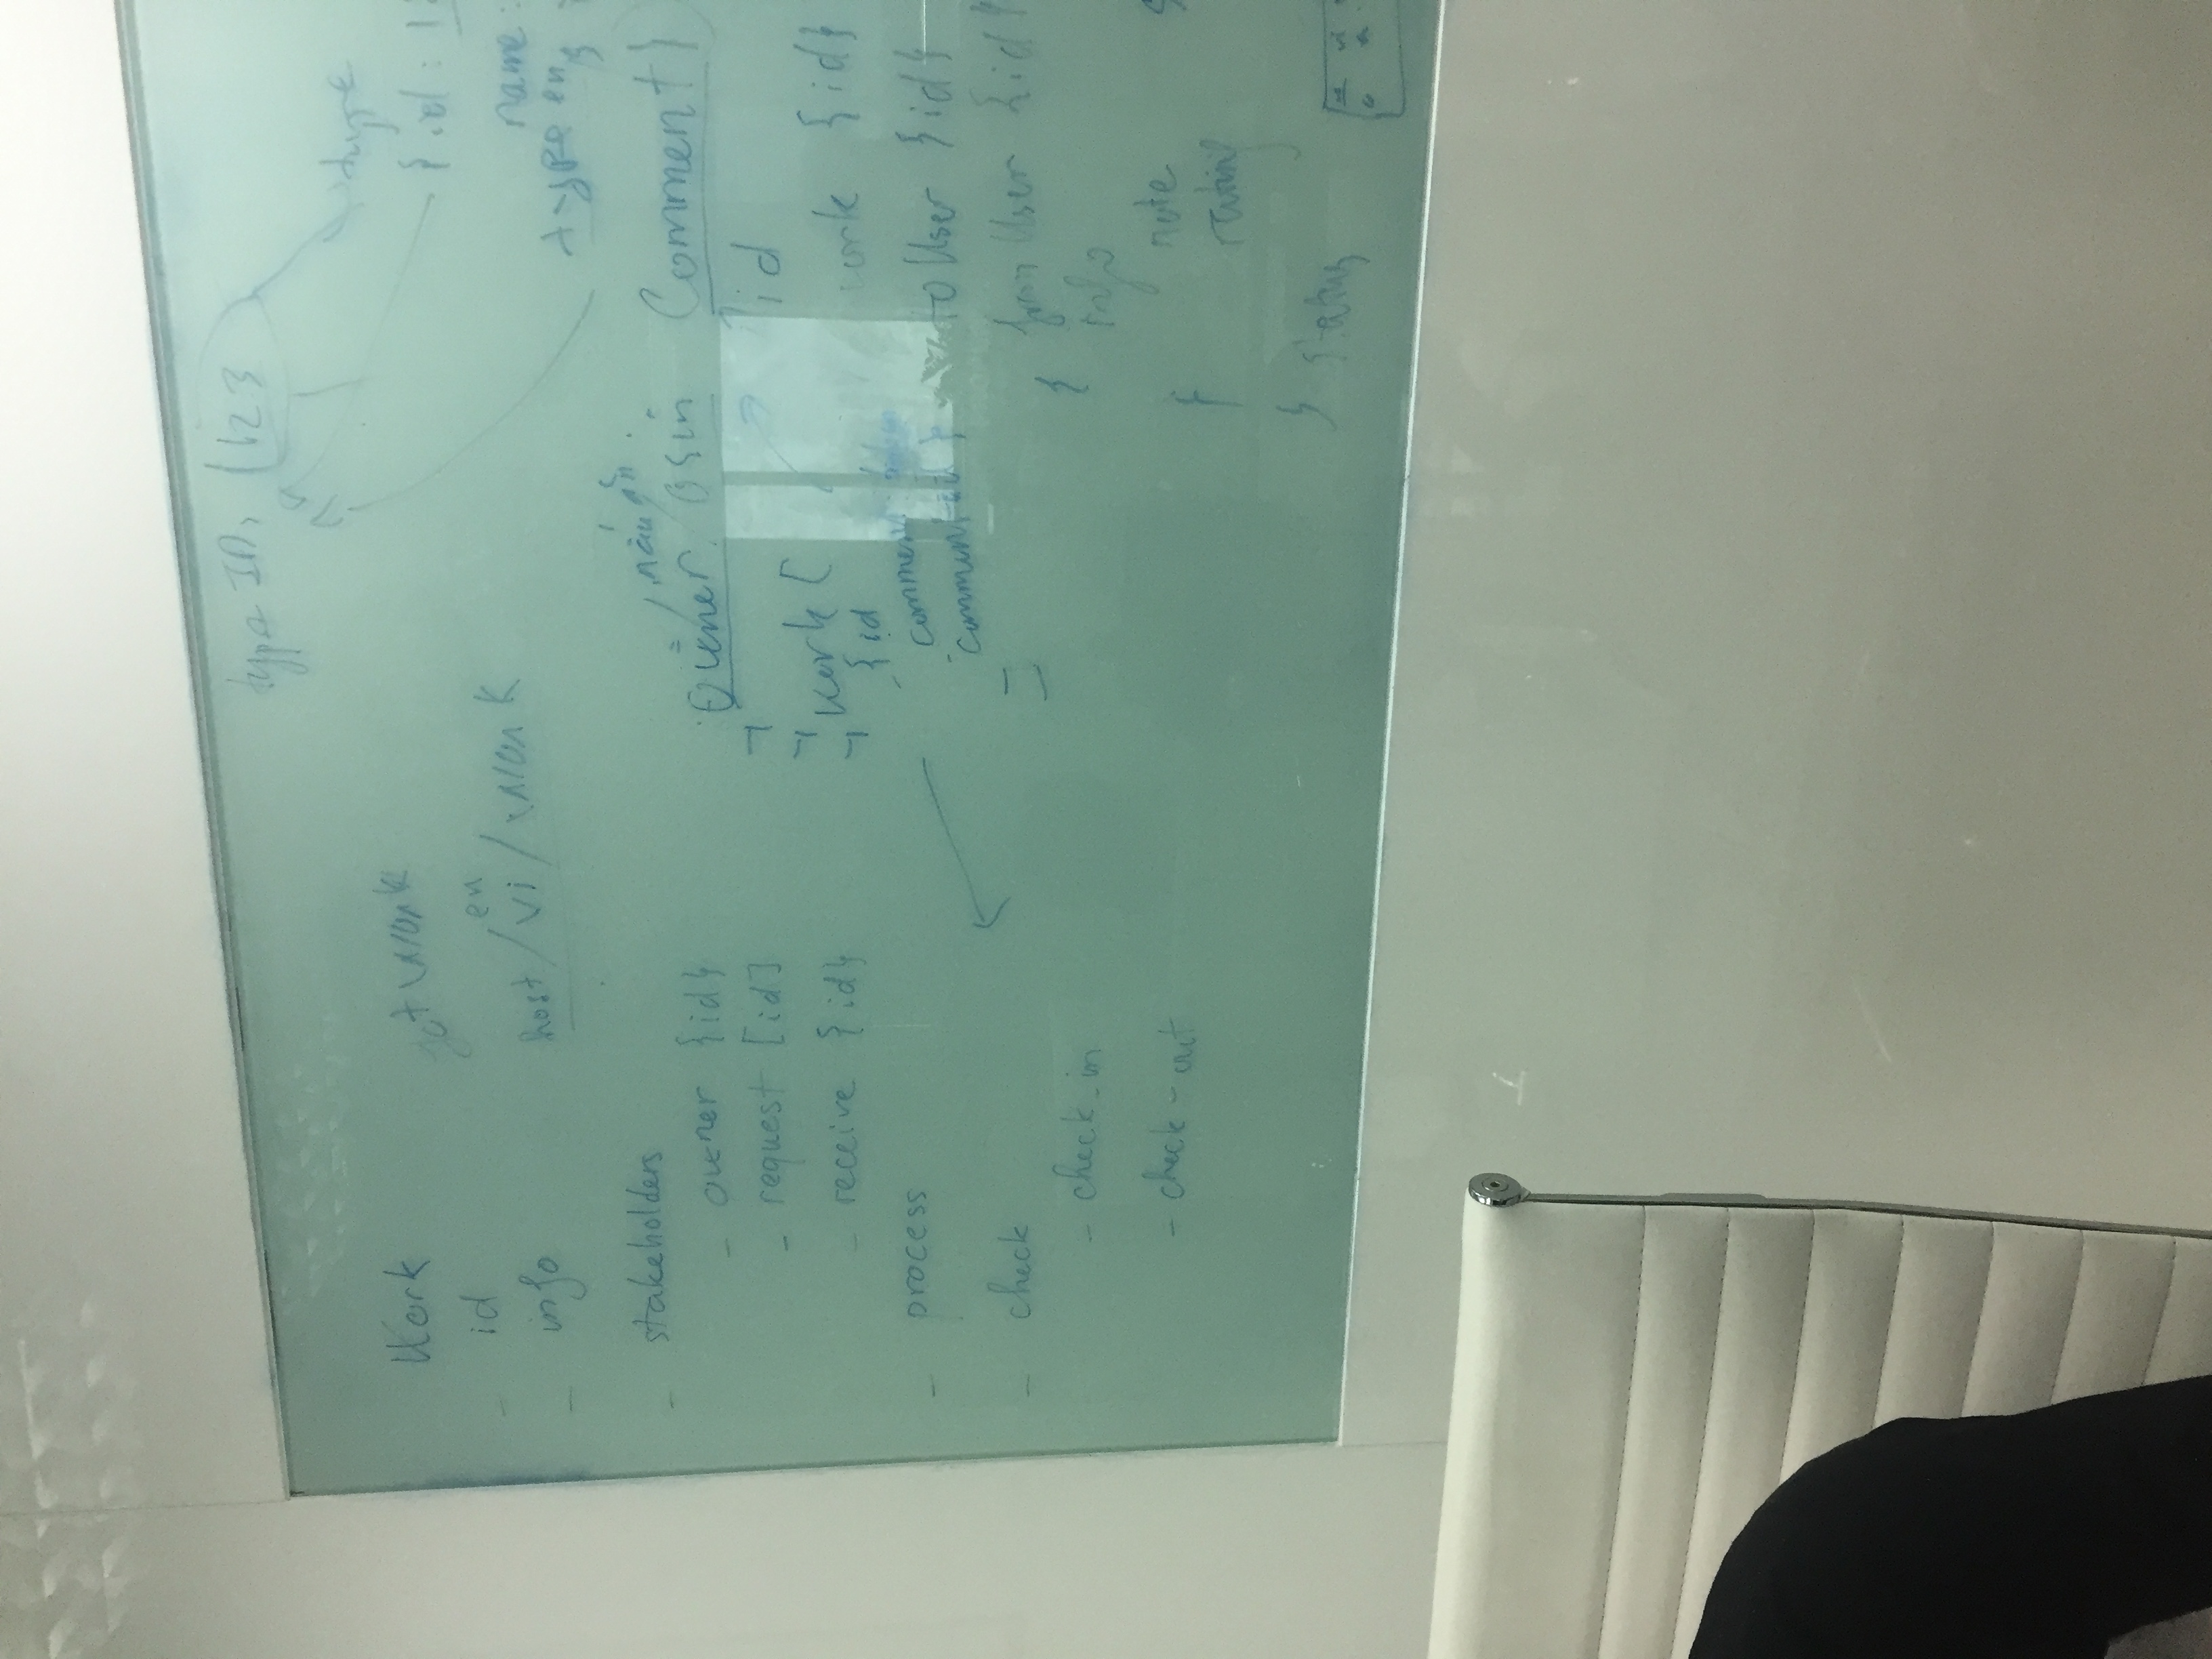 Work
- id
- info
- stakeholders
- owner {id}
- request [id]
- receive {id}
- process
- check
- check_in
- check-out
get work
en
host / vi / work
type ID, 123
type
{ id : 12
name :
type en,
nấu ăn
Owner / Osin
work [
{ id
comment
comment-id }
]
Comment
id
work {id}
to User {id}
from User {id}
info
note
rating
status